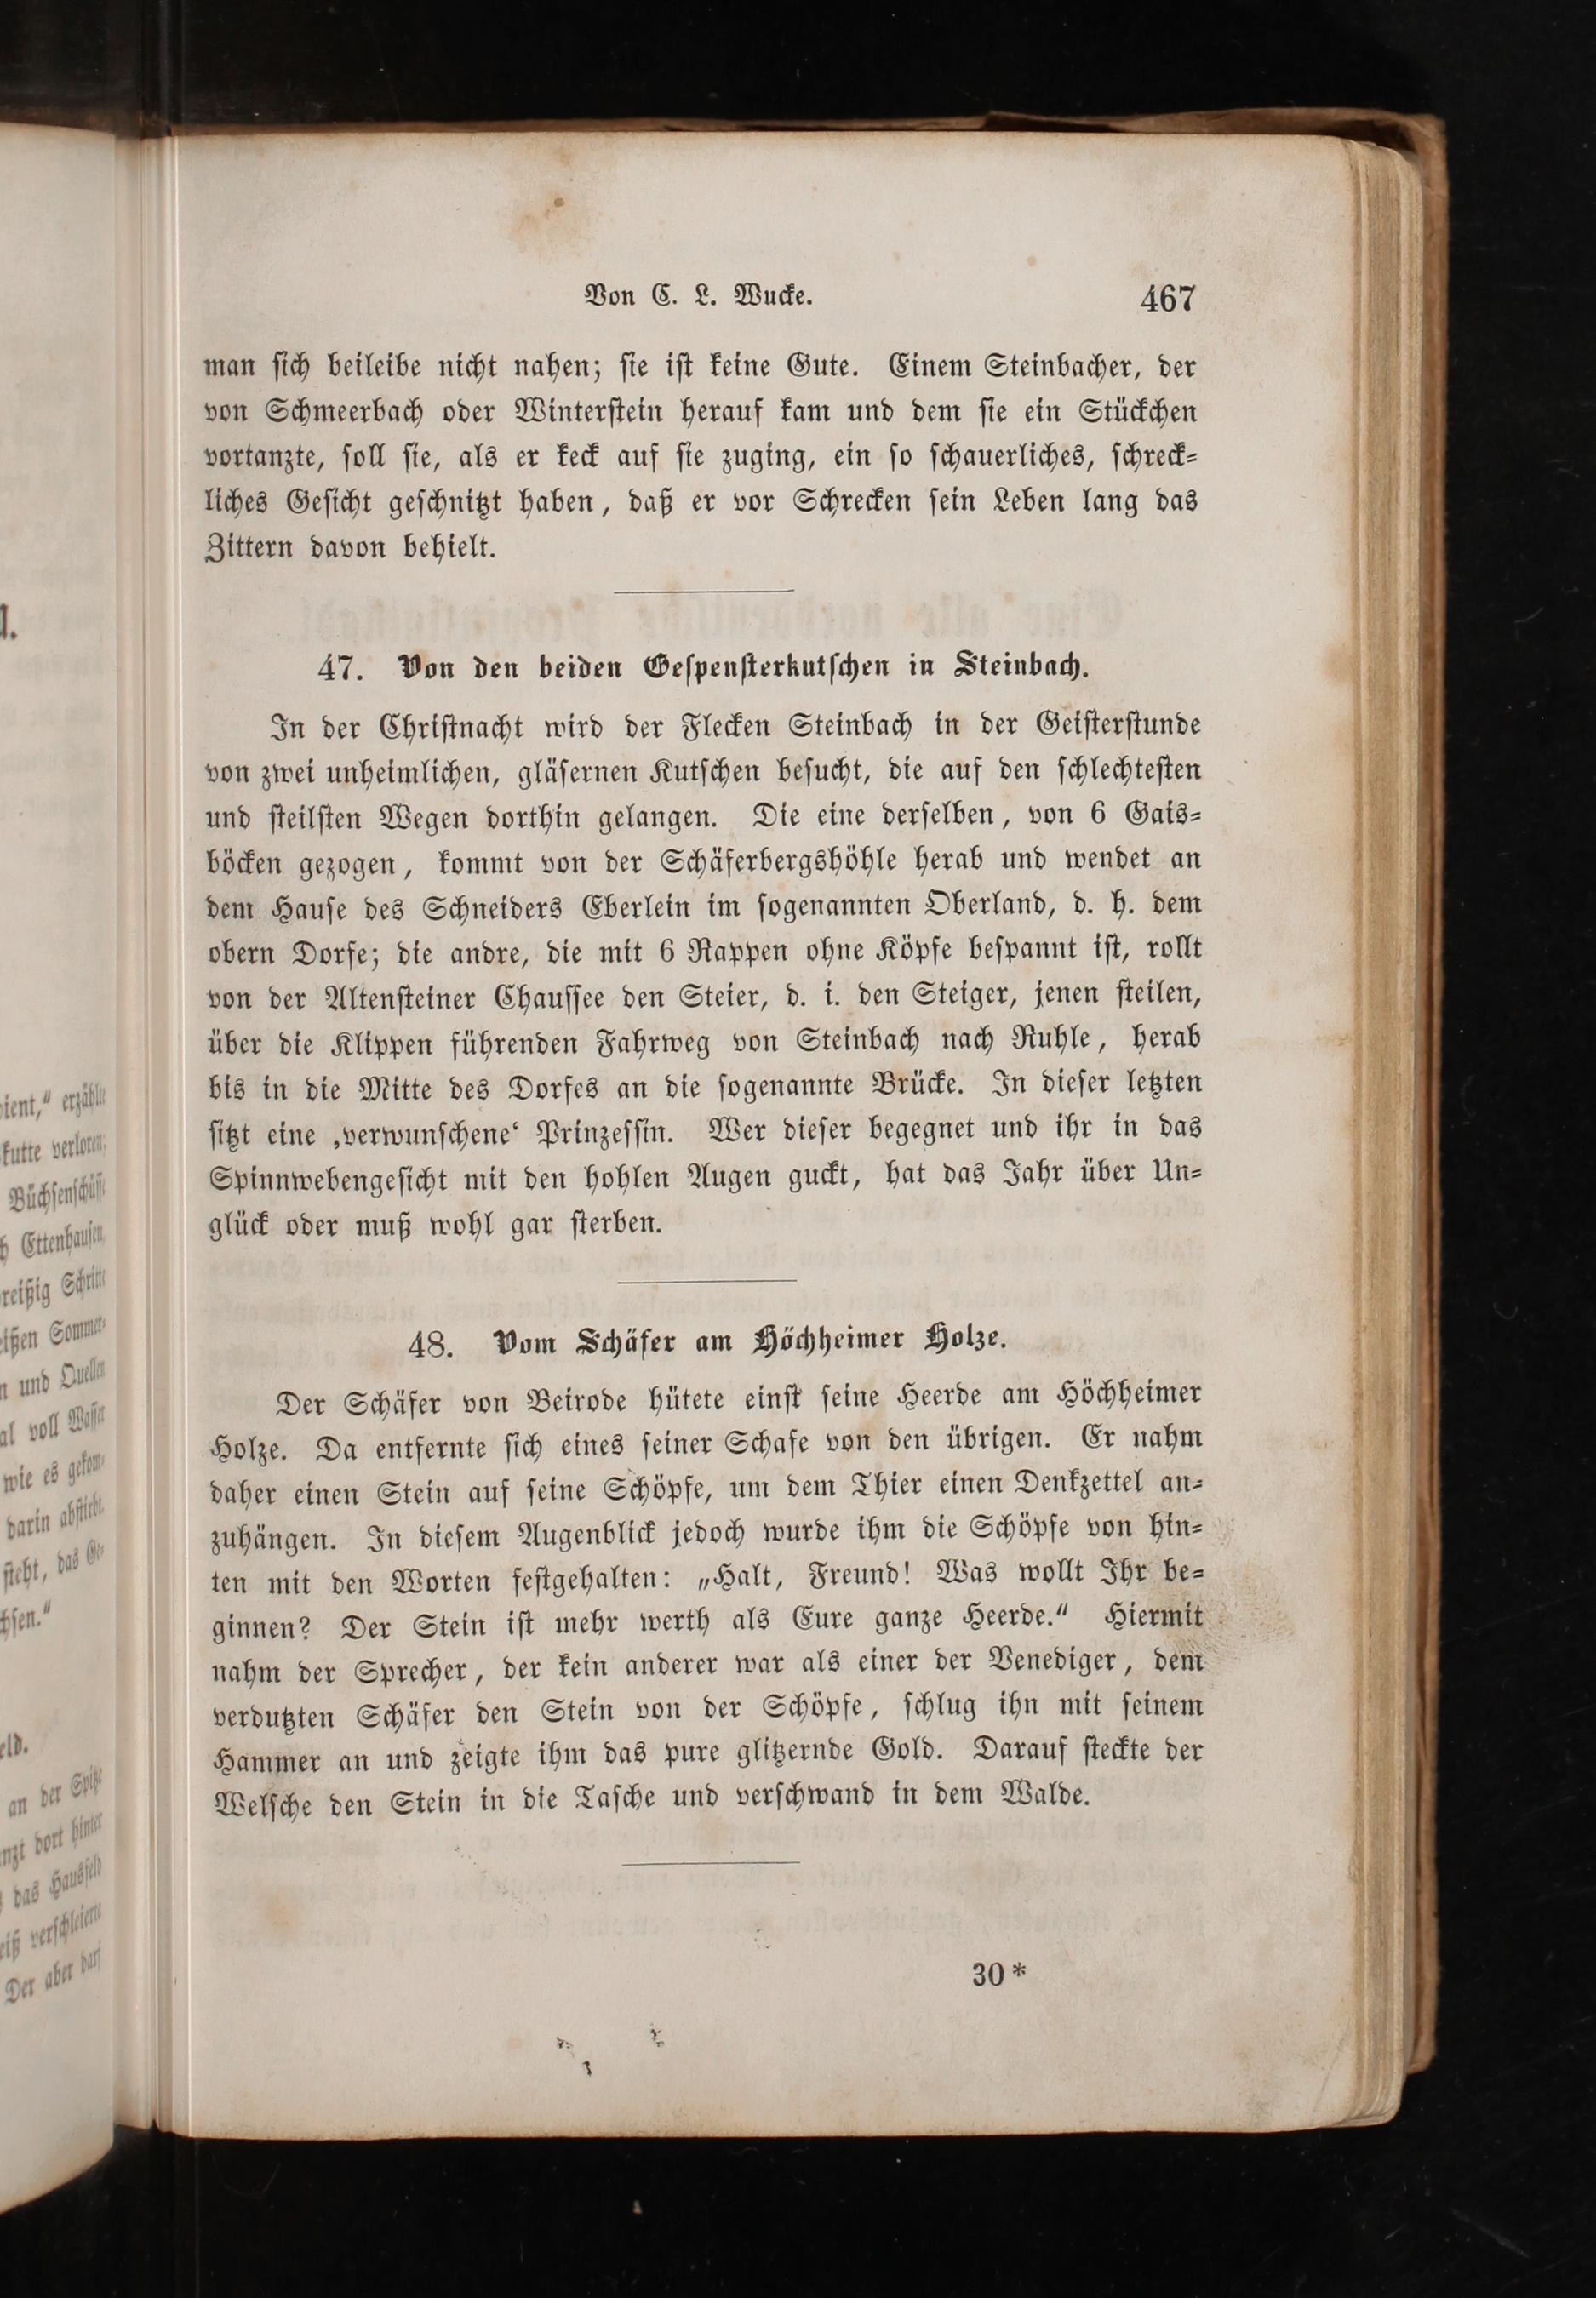 Von C. L. Wucke. 467
man ſich beileibe nicht nahen; ſie iſt keine Gute. Einem Steinbacher, der
von Schmeerbach oder Winterſtein herauf kam und dem ſie ein Stückchen
vortanzte, ſoll ſie, als er keck auf ſie zuging, ein ſo ſchauerliches, ſchreck-
liches Geſicht geſchnitzt haben, daß er vor Schrecken ſein Leben lang das
Zittern davon behielt.
47. Von den beiden Geſpenſterkutſchen in Steinbach.
In der Chriſtnacht wird der Flecken Steinbach in der Geiſterſtunde
von zwei unheimlichen, gläſernen Kutſchen beſucht, die auf den ſchlechteſten
und ſteilſten Wegen dorthin gelangen. Die eine derſelben, von 6 Gais-
böcken gezogen, kommt von der Schäferbergshöhle herab und wendet an
dem Hauſe des Schneiders Eberlein im ſogenannten Oberland, d. h. dem
obern Dorfe; die andre, die mit 6 Rappen ohne Köpfe beſpannt iſt, rollt
von der Altenſteiner Chauſſee den Steier, d. i. den Steiger, jenen ſteilen,
über die Klippen führenden Fahrweg von Steinbach nach Ruhle, herab
bis in die Mitte des Dorfes an die ſogenannte Brücke. In dieſer letzten
ſitzt eine ‚verwunſchene‘ Prinzeſſin. Wer dieſer begegnet und ihr in das
Spinnwebengeſicht mit den hohlen Augen guckt, hat das Jahr über Un-
glück oder muß wohl gar ſterben.
48. Vom Schäfer am Höchheimer Holze.
Der Schäfer von Beirode hütete einſt ſeine Heerde am Höchheimer
Holze. Da entfernte ſich eines ſeiner Schafe von den übrigen. Er nahm
daher einen Stein auf ſeine Schöpfe, um dem Thier einen Denkzettel an-
zuhängen. In dieſem Augenblick jedoch wurde ihm die Schöpfe von hin-
ten mit den Worten feſtgehalten: „Halt, Freund! Was wollt Ihr be-
ginnen? Der Stein iſt mehr werth als Eure ganze Heerde.“ Hiermit
nahm der Sprecher, der kein anderer war als einer der Venediger, dem
verdutzten Schäfer den Stein von der Schöpfe, ſchlug ihn mit ſeinem
Hammer an und zeigte ihm das pure glitzernde Gold. Darauf ſteckte der
Welſche den Stein in die Taſche und verſchwand in dem Walde.
30*